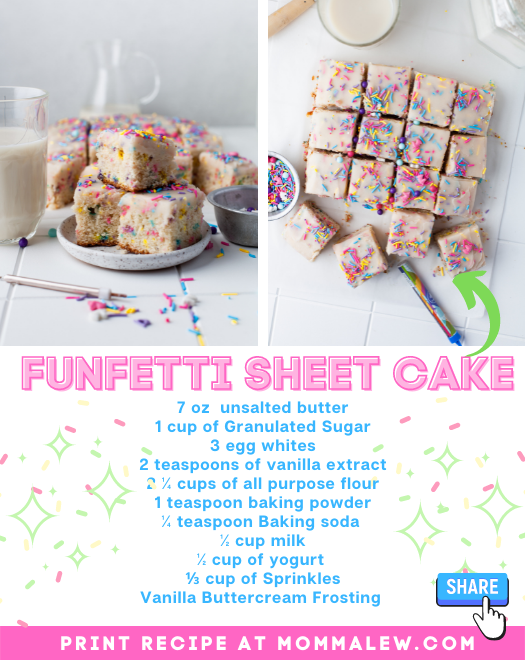 FUNFETTI SHEET CAKE
7 oz unsalted butter
1 cup of Granulated Sugar
3 egg whites
2 teaspoons of vanilla extract
2 ¼ cups of all purpose flour
1 teaspoon baking powder
¼ teaspoon Baking soda
½ cup milk
½ cup of yogurt
⅓ cup of Sprinkles
Vanilla Buttercream Frosting
SHARE
PRINT RECIPE AT MOMMALEW.COM